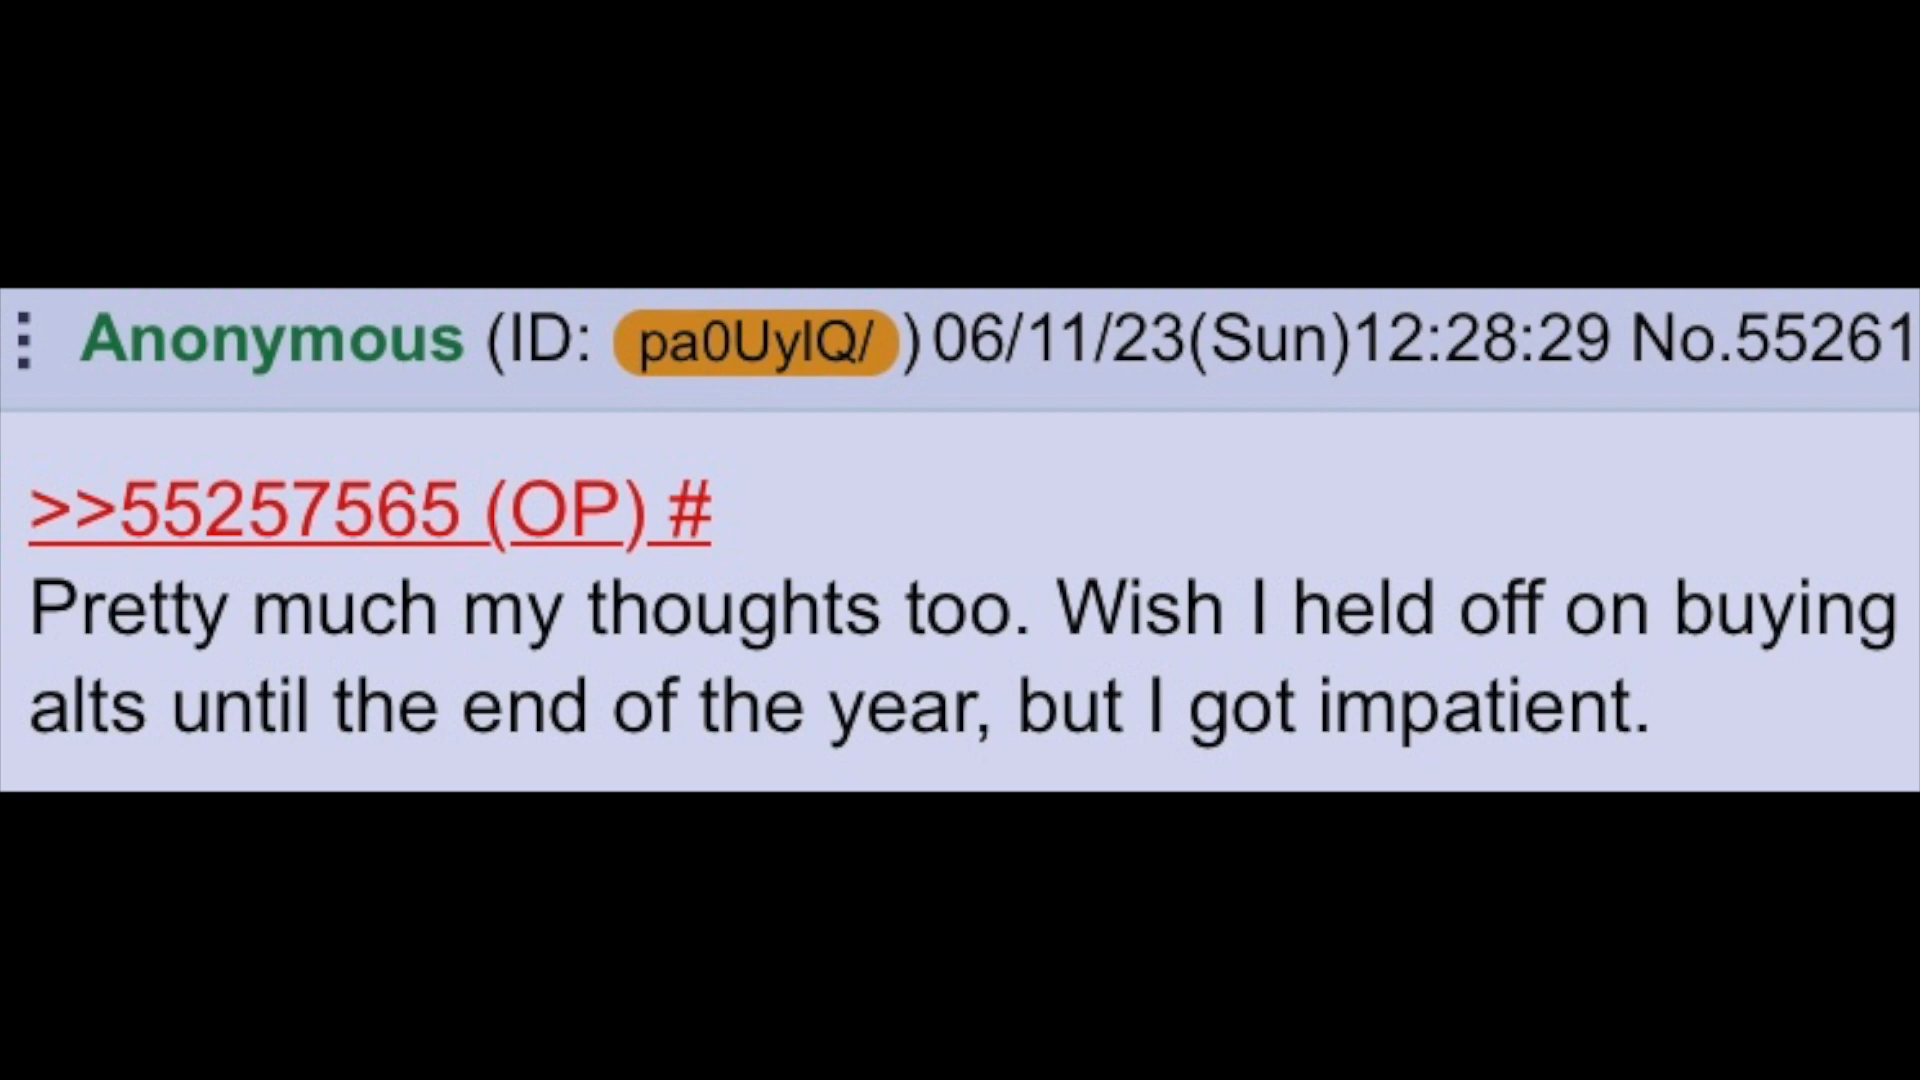 Anonymous (ID: pa0UylQ/ ) 06/11/23(Sun)12:28:29 No.55261
>>55257565 (OP) #
Pretty much my thoughts too. Wish I held off on buying
alts until the end of the year, but I got impatient.